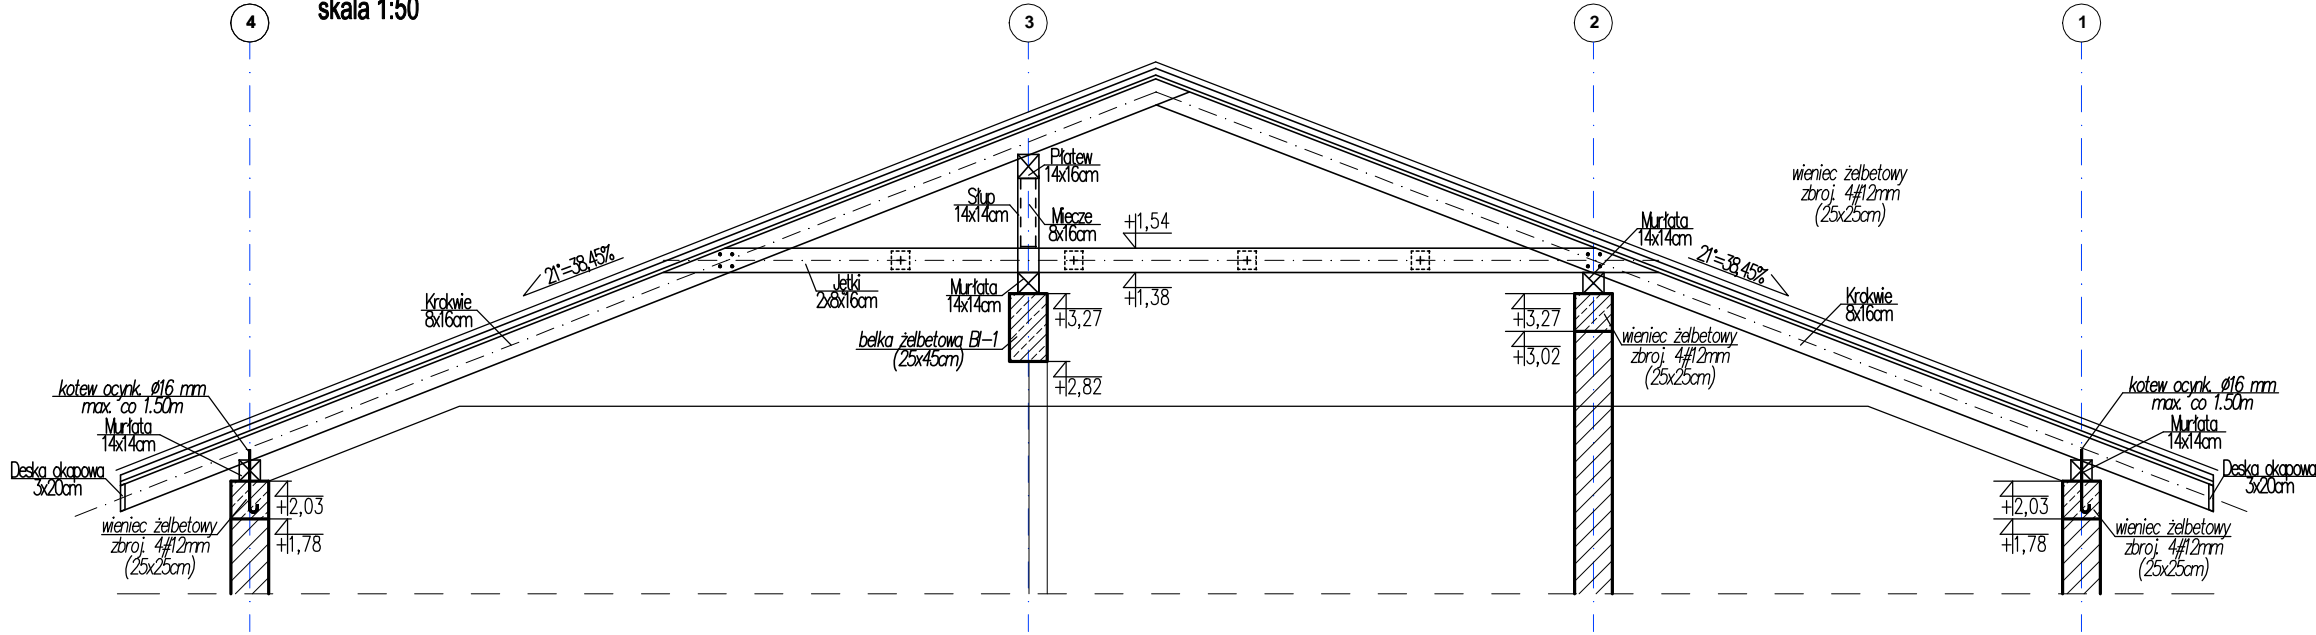 skala 1:50
4
3
2
1
wieniec żelbetowy
zbroj. 4#12mm
(25x25cm)
Płatew
14x16cm
Słup
14x14cm
Miecze
8x16cm
+1,54
Murłata
14x14cm
21°=38,45%
21°=38,45%
Jętki
2x8x16cm
Murłata
14x14cm
+1,38
Krokwie
8x16cm
Krokwie
8x16cm
+3,27
+3,27
belka żelbetowa Bl-1
(25x45cm)
wieniec żelbetowy
zbroj. 4#12mm
(25x25cm)
+3,02
+2,82
kotew ocynk. Ø16 mm
max. co 1.50m
kotew ocynk. Ø16 mm
max. co 1.50m
Murłata
14x14cm
Murłata
14x14cm
Deska okapowa
3x20cm
Deska okapowa
3x20cm
+2,03
+2,03
wieniec żelbetowy
zbroj. 4#12mm
(25x25cm)
+1,78
+1,78
wieniec żelbetowy
zbroj. 4#12mm
(25x25cm)